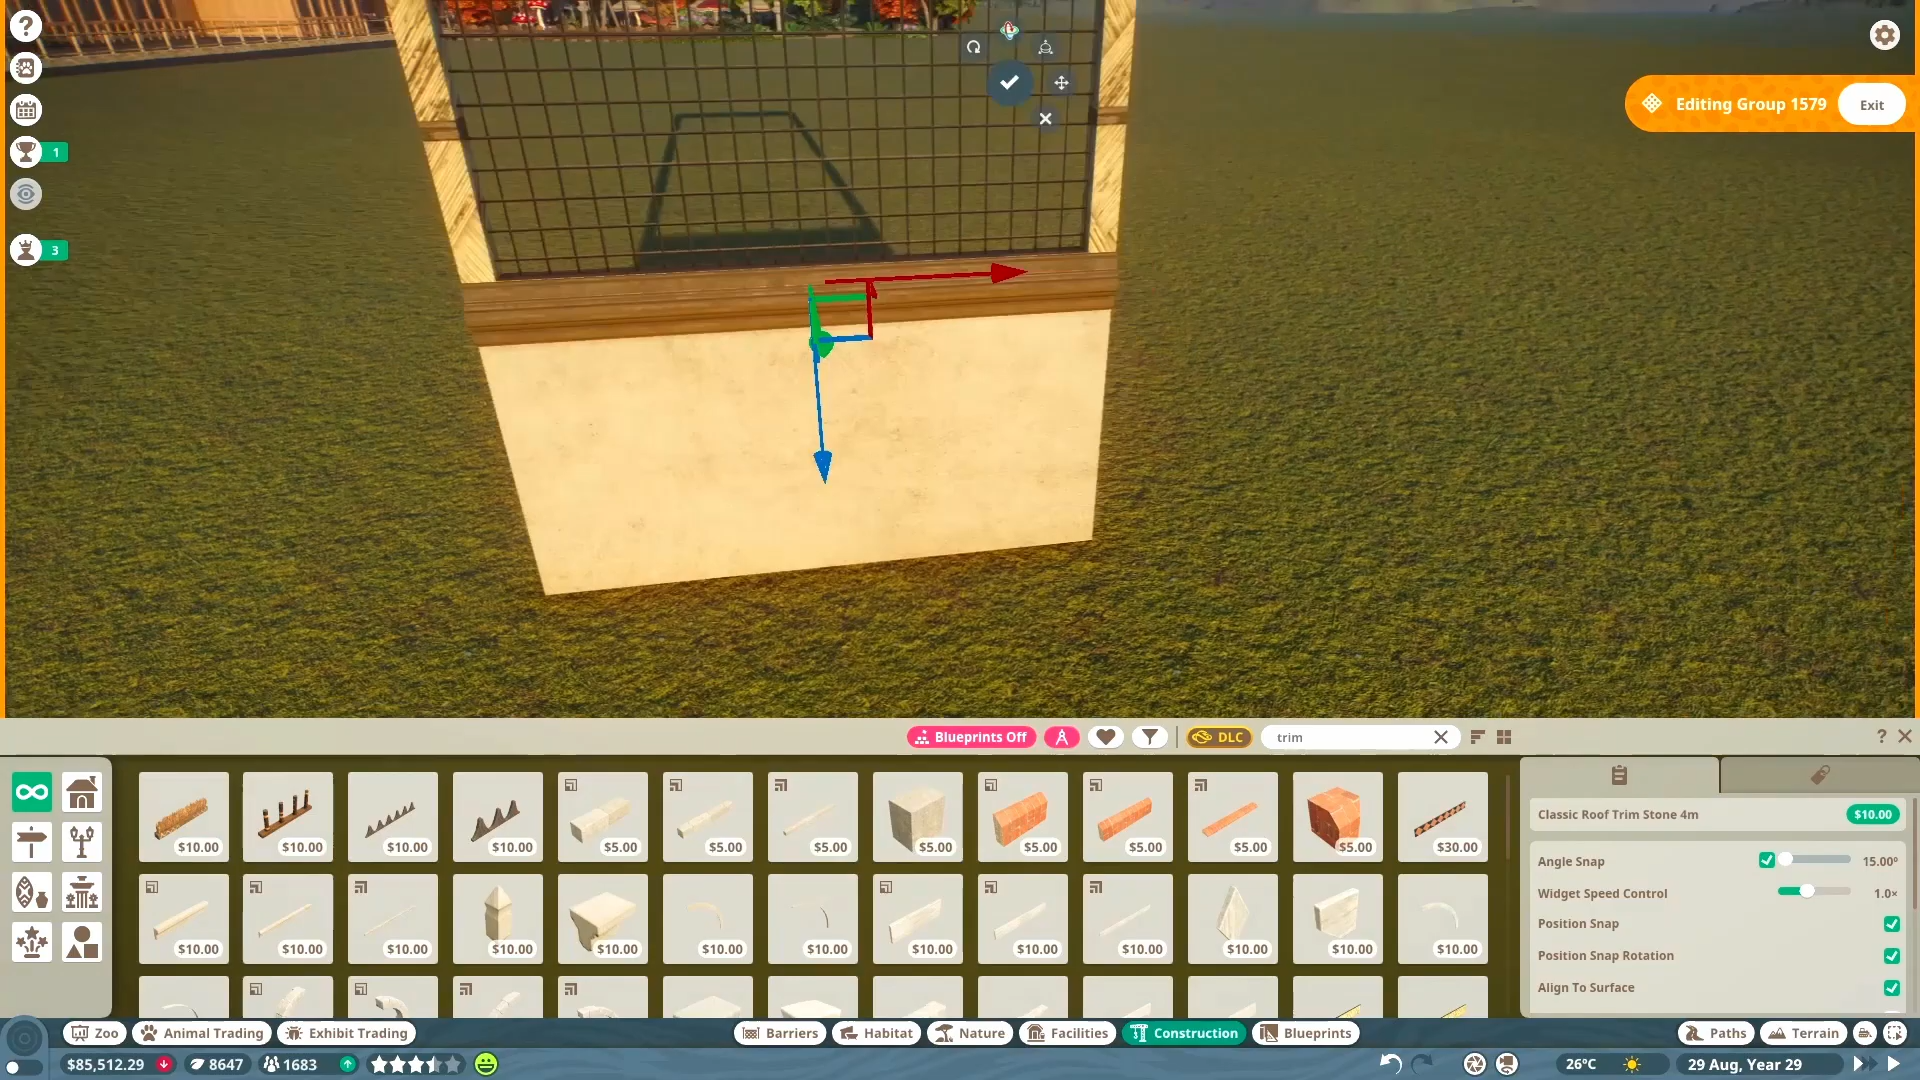 ?
Editing Group 1579
Exit
1
3
Blueprints Off
DLC
trim
?
$10.00
$10.00
$10.00
$10.00
$5.00
$5.00
$5.00
$5.00
$5.00
$5.00
$5.00
$5.00
$30.00
$10.00
$10.00
$10.00
$10.00
$10.00
$10.00
$10.00
$10.00
$10.00
$10.00
$10.00
$10.00
$10.00
Classic Roof Trim Stone 4m
$10.00
Angle Snap
15.00°
Widget Speed Control
1.0×
Position Snap
Position Snap Rotation
Align To Surface
Zoo
Animal Trading
Exhibit Trading
Barriers
Habitat
Nature
Facilities
Construction
Blueprints
Paths
Terrain
$85,512.29
8647
1683
26°C
29 Aug, Year 29